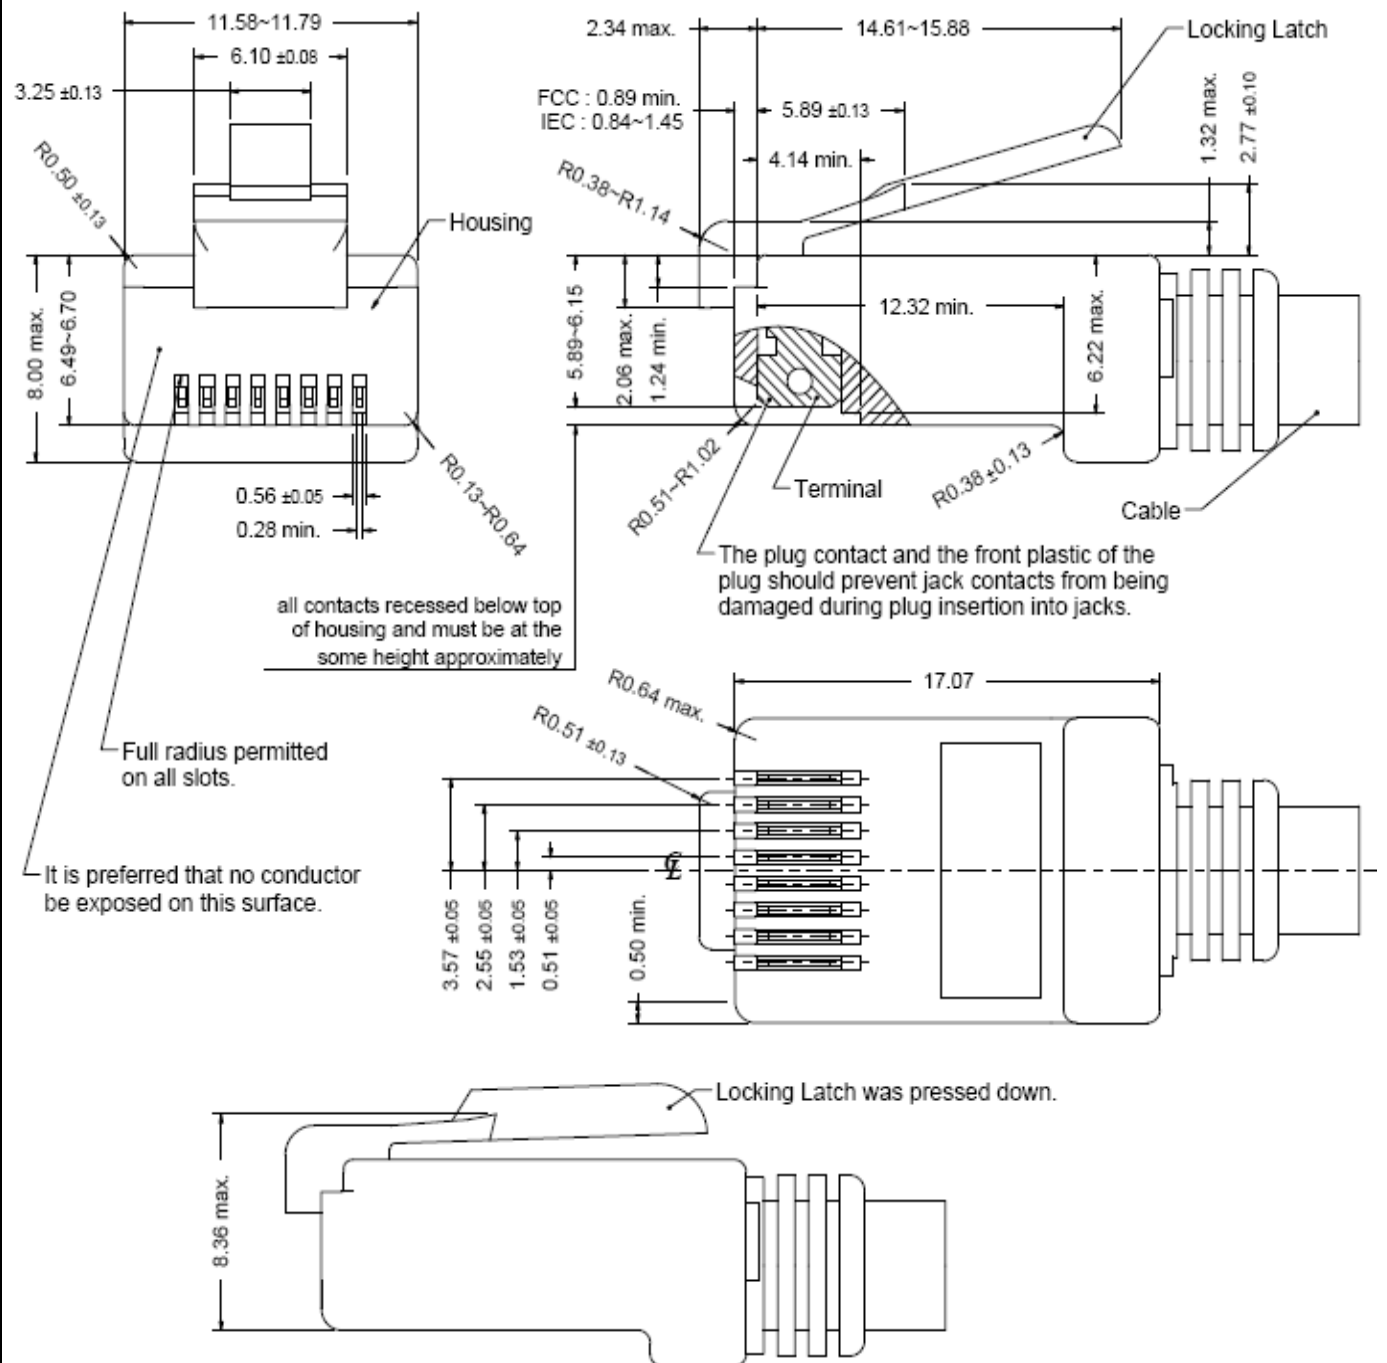 11.58~11.79
6.10 ±0.08
3.25 ±0.13
R0.50 ±0.13
Housing
8.00 max.
6.49~6.70
0.56 ±0.05
0.28 min.
R0.13~R0.64
2.34 max.
14.61~15.88
Locking Latch
FCC : 0.89 min.
IEC : 0.84~1.45
5.89 ±0.13
4.14 min.
1.32 max.
2.77 ±0.10
R0.38~R1.14
5.89~6.15
2.06 max.
1.24 min.
12.32 min.
6.22 max.
R0.51~R1.02
Terminal
R0.38 ±0.13
Cable
The plug contact and the front plastic of the
plug should prevent jack contacts from being
damaged during plug insertion into jacks.
all contacts recessed below top
of housing and must be at the
some height approximately
Full radius permitted
on all slots.
It is preferred that no conductor
be exposed on this surface.
R0.64 max.
R0.51 ±0.13
17.07
℄
3.57 ±0.05
2.55 ±0.05
1.53 ±0.05
0.51 ±0.05
0.50 min.
Locking Latch was pressed down.
8.36 max.